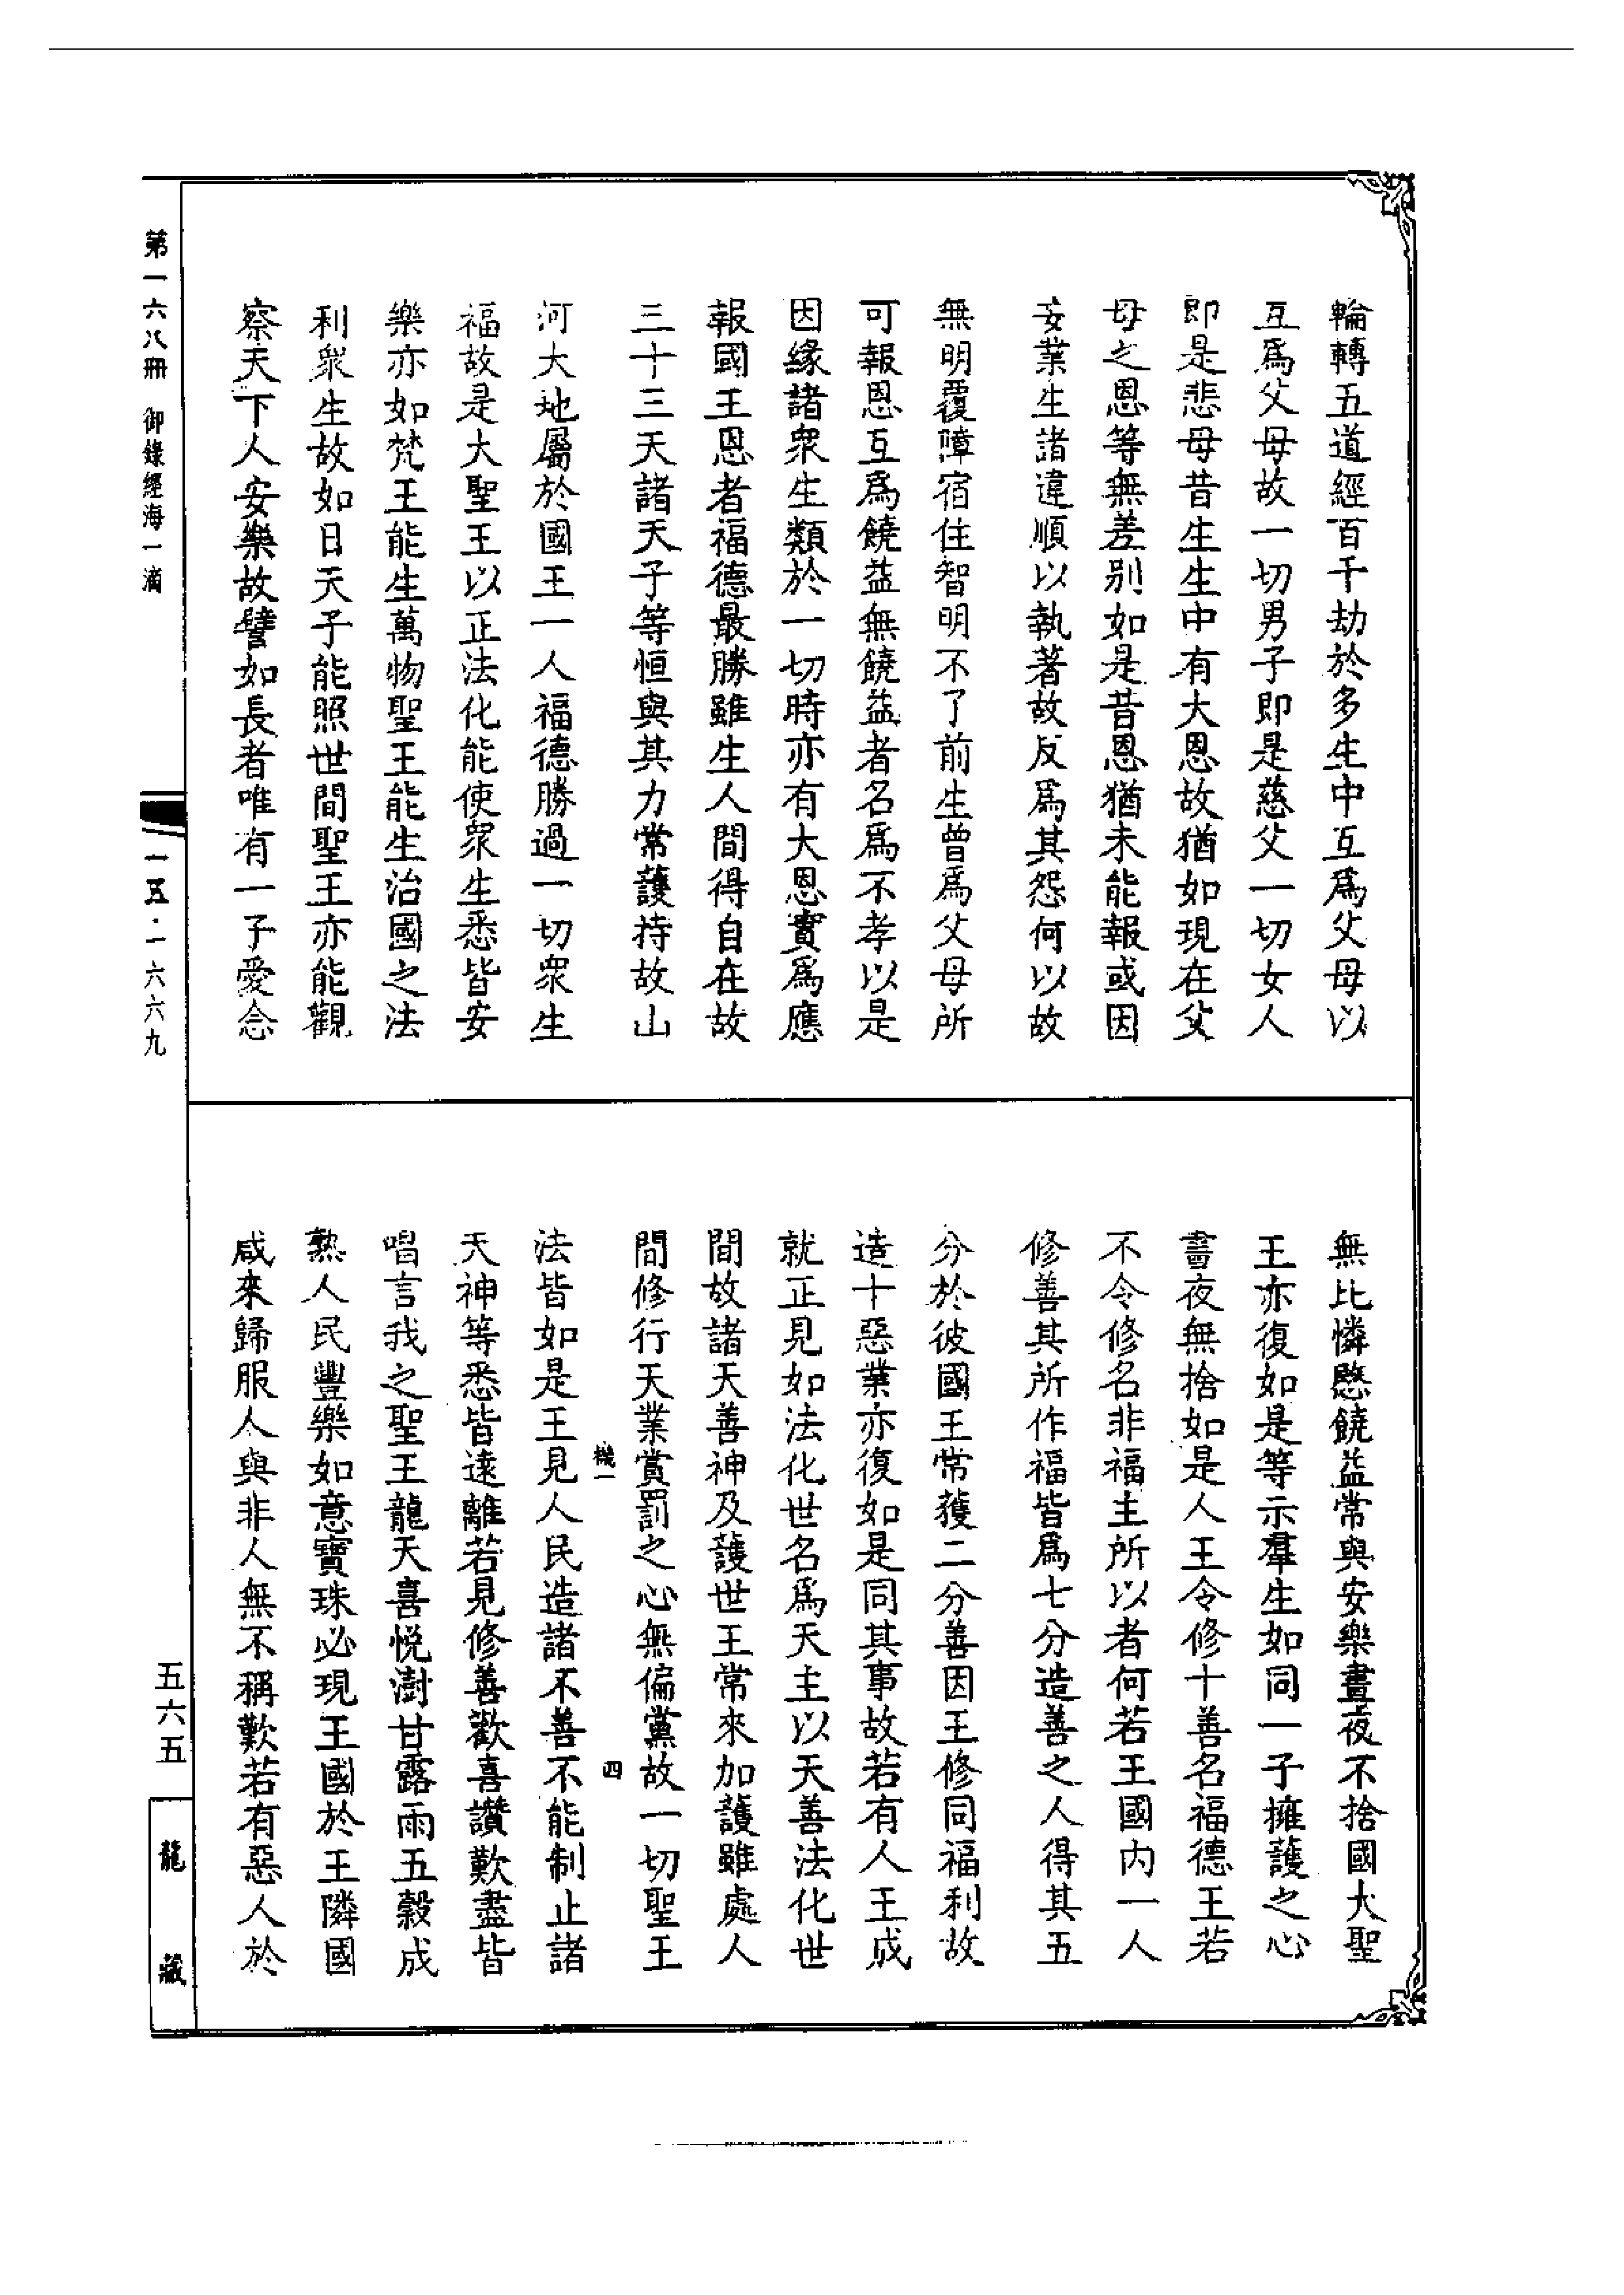 輪轉五道經百千劫於多生中互爲父母以
互爲父母故一切男子即是慈父一切女人
即是悲母昔生生中有大恩故猶如現在父
母之恩等無差别如是昔恩猶未能報或因
妄業生諸違順以執著故反爲其怨何以故
無明覆障宿住智明不了前生曾爲父母所
可報恩互爲饒益無饒益者名爲不孝以是
因緣諸衆生類於一切時亦有大恩實爲應
報國王恩者福德最勝雖生人間得自在故
三十三天諸天子等恒與其力常護持故山
河大地屬於國王一人福德勝過一切衆生
福故是大聖王以正法化能使衆生悉皆安
樂亦如梵王能生萬物聖王能生治國之法
利衆生故如日天子能照世間聖王亦能觀
察天下人安樂故譬如長者唯有一子愛念
無比憐愍饒益常與安樂晝夜不捨國大聖
王亦復如是等示羣生如同一子擁護之心
晝夜無捨如是人王令修十善名福德王若
不令修名非福主所以者何若王國内一人
修善其所作福皆爲七分造善之人得其五
分於彼國王常獲二分善因王修同福利故
造十惡業亦復如是同其事故若有人王成
就正見如法化世名爲天主以天善法化世
間故諸天善神及護世王常來加護雖處人
間修行天業賞罰之心無偏黨故一切聖王
機一 四
法皆如是王見人民造諸不善不能制止諸
天神等悉皆遠離若見修善歡喜讚歎盡皆
唱言我之聖王龍天喜悅澍甘露雨五穀成
熟人民豐樂如意寶珠必現王國於王隣國
咸來歸服人與非人無不稱歎若有惡人於
第一六八冊 御錄經海一滴
一五·一六六九
五六五
龍藏